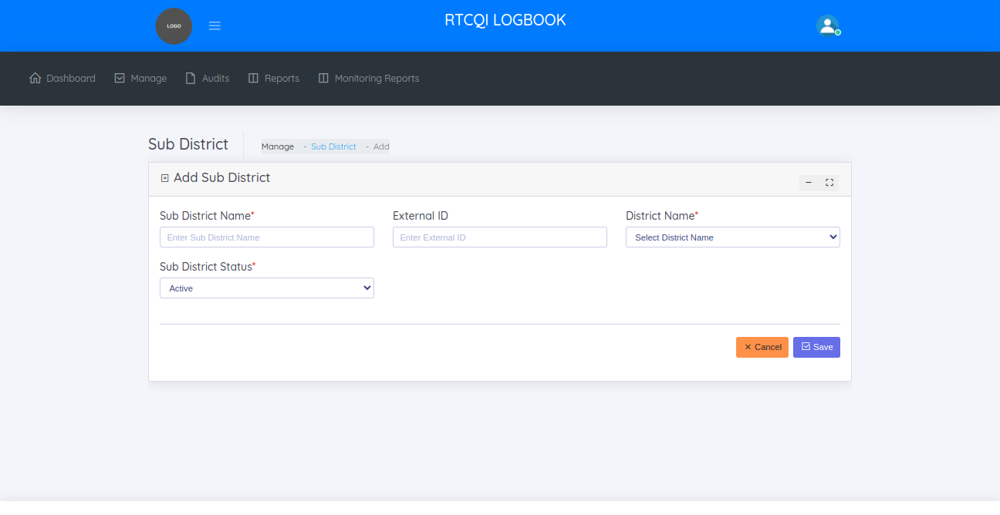 LOGO
RTCQI LOGBOOK
Dashboard Manage Audits Reports Monitoring Reports
Sub District
Manage - Sub District - Add
Add Sub District
Sub District Name* External ID District Name*
Enter Sub District Name Enter External ID Select District Name
Sub District Status*
Active
Cancel Save